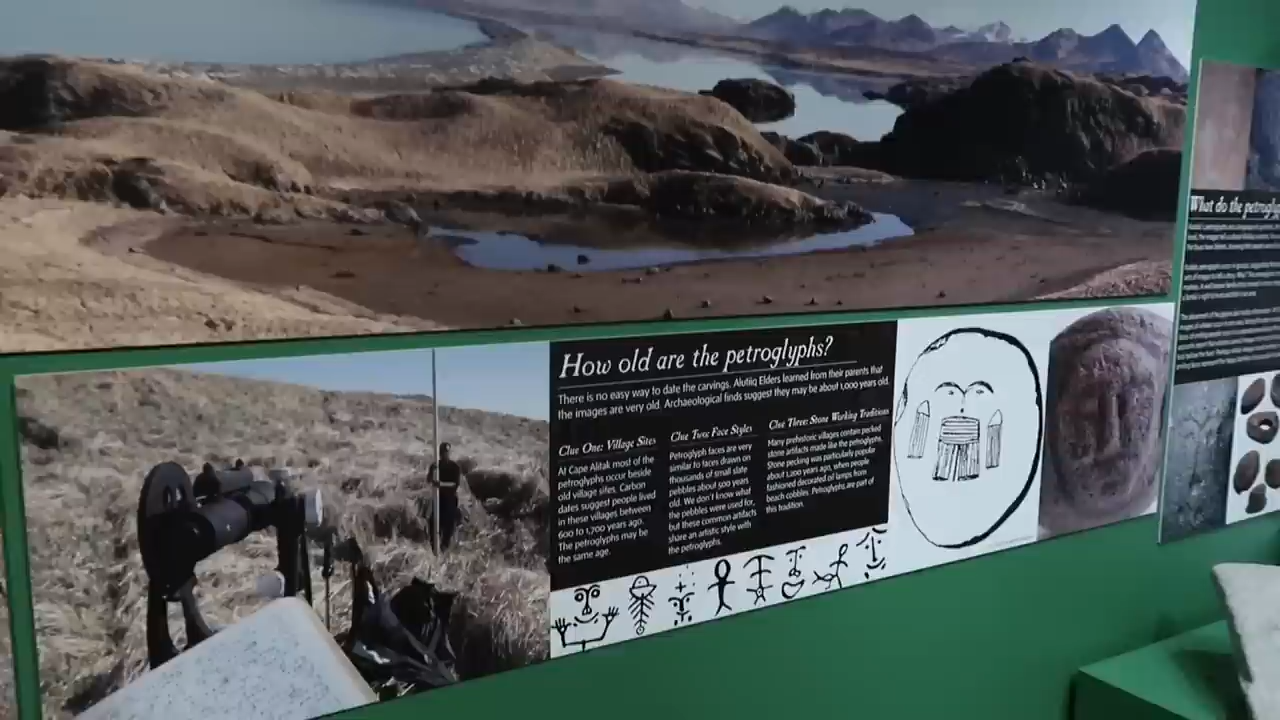 How old are the petroglyphs?
There is no easy way to date the carvings. Alutiiq Elders learned from their parents that
the images are very old. Archaeological finds suggest they may be about 1,000 years old.
Clue One: Village Sites
At Cape Alitak most of the
petroglyphs occur beside
old village sites. Carbon
dates suggest people lived
in these villages between
600 to 1,700 years ago.
The petroglyphs may be
the same age.
Clue Two: Face Styles
Petroglyph faces are very
similar to faces drawn on
thousands of small slate
pebbles about 500 years
old. We don't know what
the pebbles were used for,
but these common artifacts
share an artistic style with
the petroglyphs.
Clue Three: Stone Working Traditions
Many prehistoric villages contain pecked
stone artifacts made like the petroglyphs.
Stone pecking was particularly popular
about 1,200 years ago, when people
fashioned decorated oil lamps from
beach cobbles. Petroglyphs are part of
this tradition.
What do the petrogly